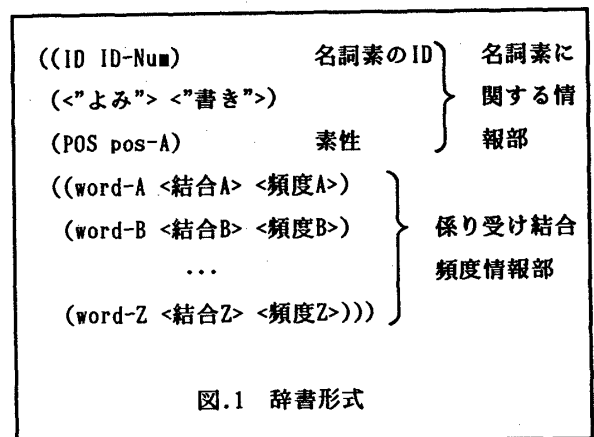 ((ID ID-Num) 名詞素のID 名詞素に
(<"よみ"> <"書き">) 関する情
(POS pos-A) 素性 報部
((word-A <結合A> <頻度A>)
(word-B <結合B> <頻度B>) 係り受け結合
... 頻度情報部
(word-Z <結合Z> <頻度Z>)))
図.1 辞書形式